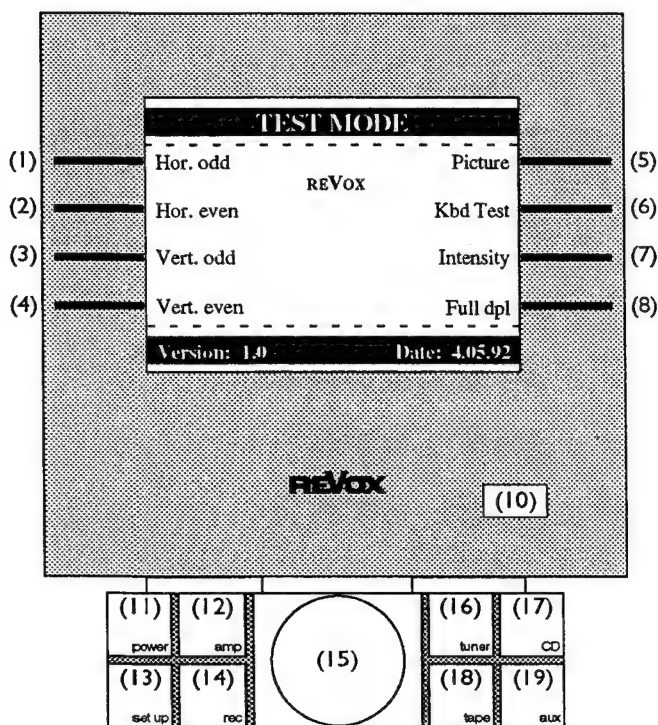 TEST MODE
(1) Hor. odd Picture (5)
REVOX
(2) Hor. even Kbd Test (6)
(3) Vert. odd Intensity (7)
(4) Vert. even Full dpl (8)
Version: 1.0 Date: 4.05.92
REVOX
(10)
(11) (12) (16) (17)
power amp tuner CD
(15)
(13) (14) (18) (19)
set up rec tape aux